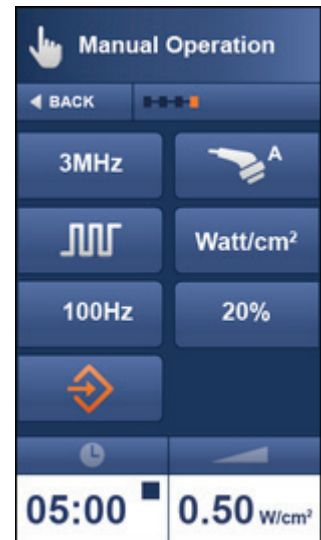 Manual Operation
BACK
3MHz
A
Watt/cm²
100Hz
20%
05:00
0.50 W/cm²